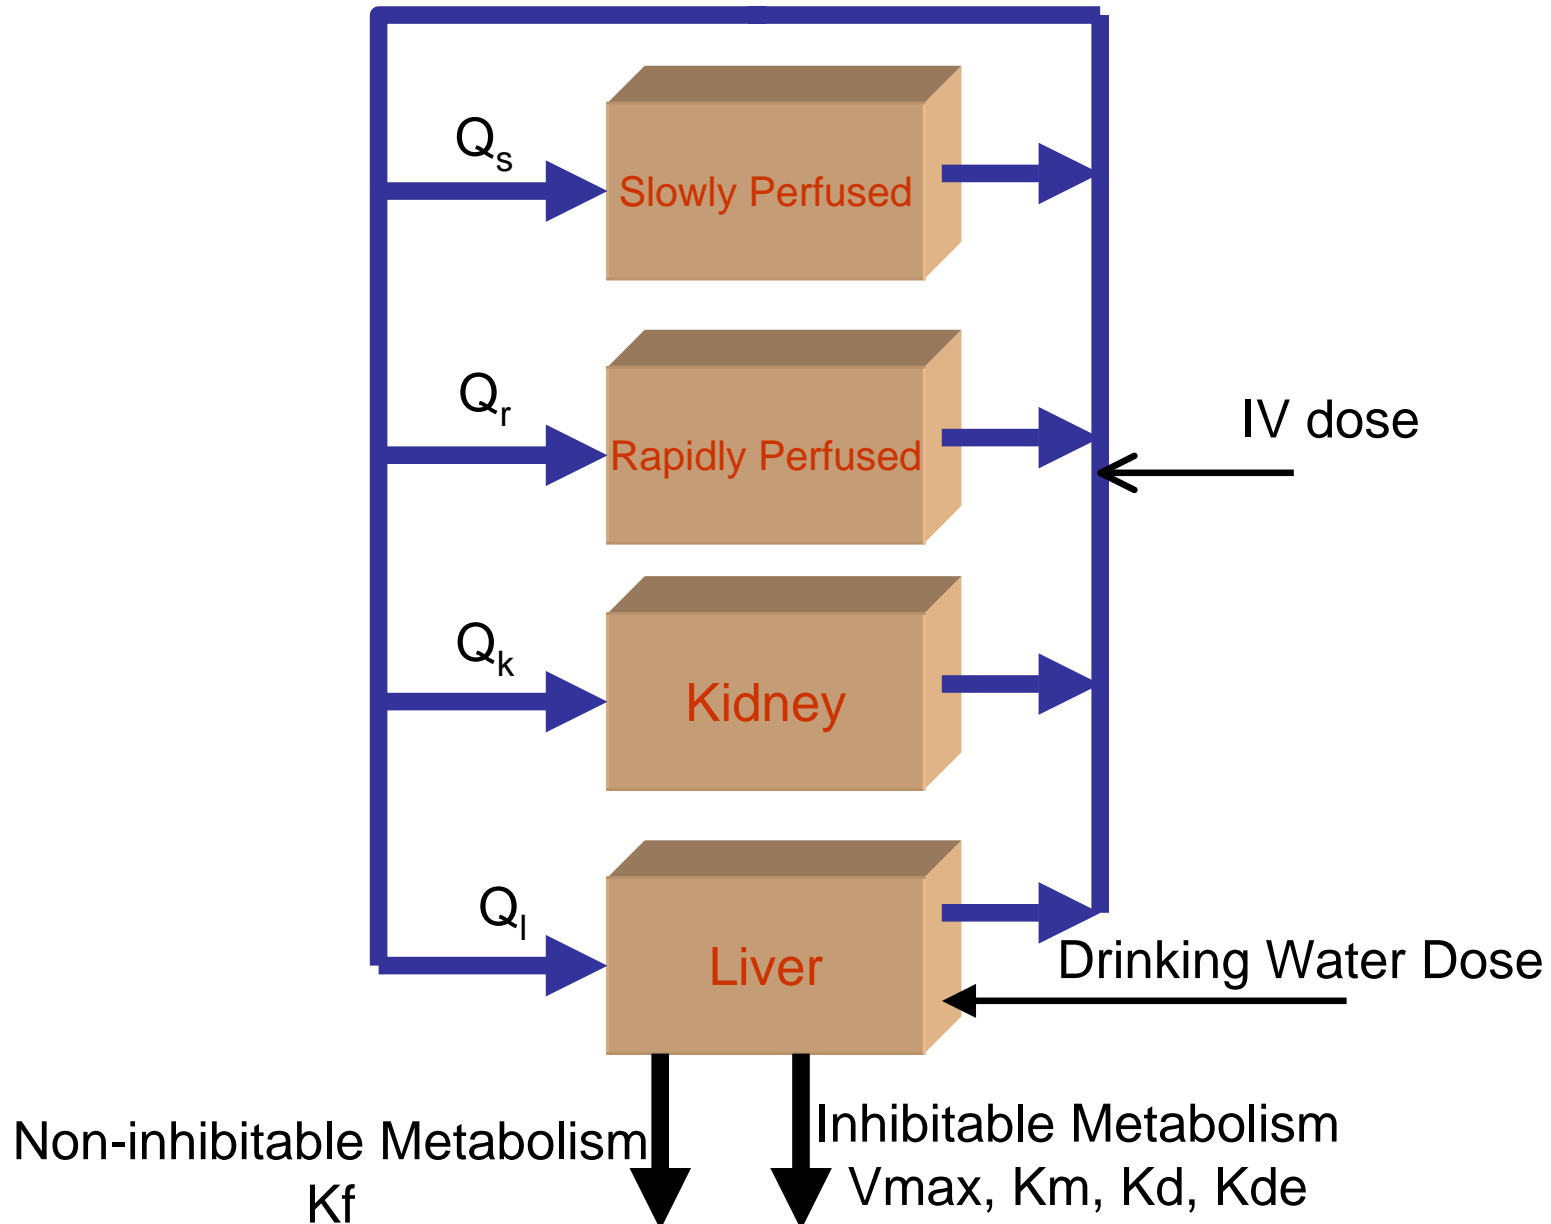 Qs
Slowly Perfused
Qr
Rapidly Perfused
IV dose
Qk
Kidney
Ql
Liver
Drinking Water Dose
Non-inhibitable Metabolism
Kf
Inhibitable Metabolism
Vmax, Km, Kd, Kde